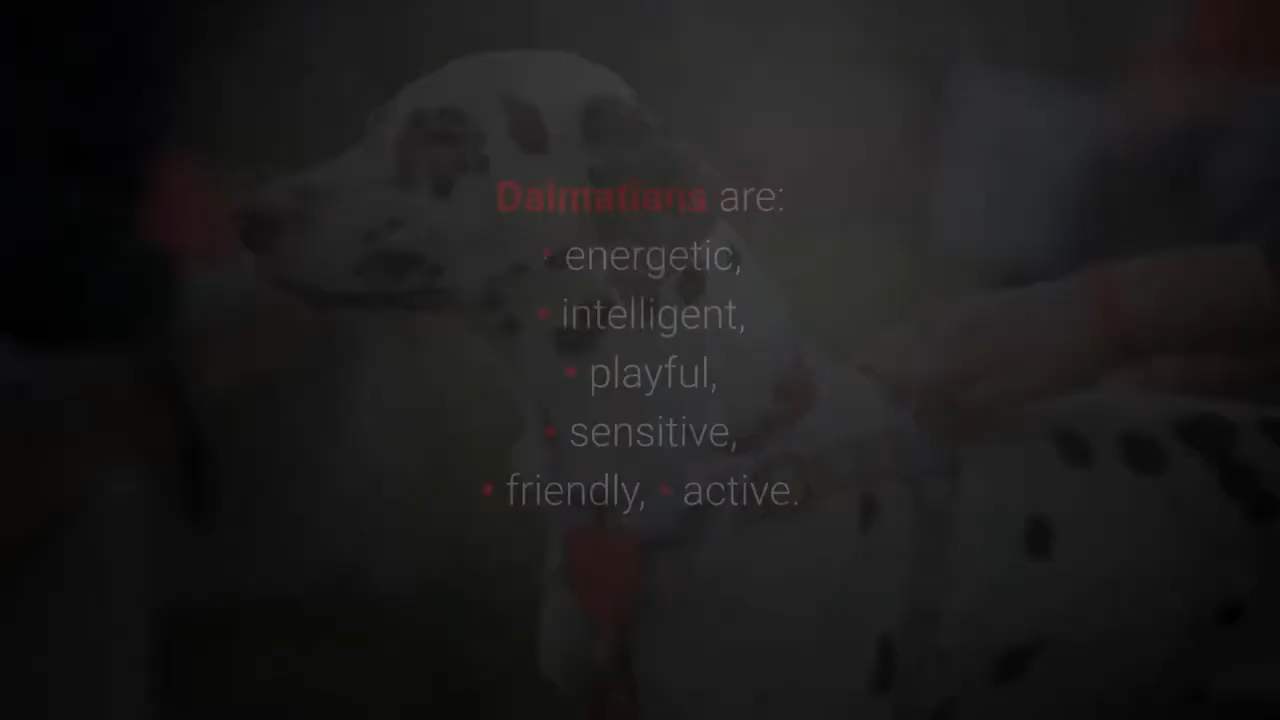 Dalmatians are:
• energetic,
• intelligent,
• playful,
• sensitive,
• friendly, • active.